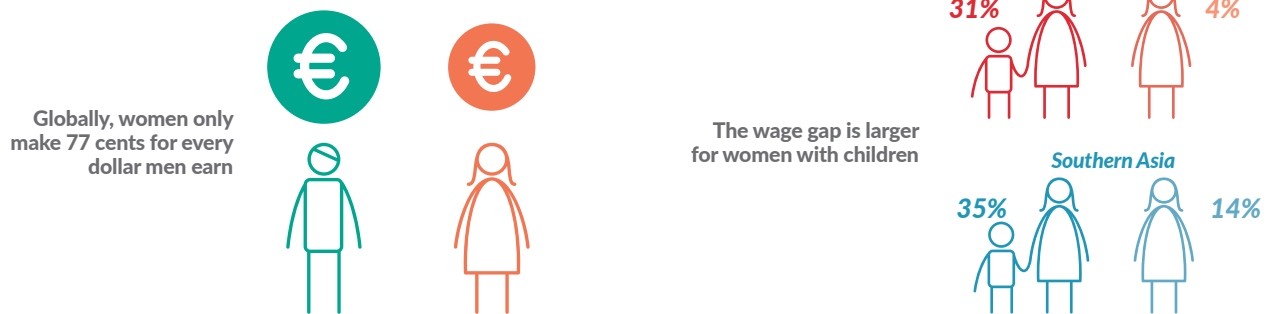 Globally, women only
make 77 cents for every
dollar men earn
€
€
31%
4%
The wage gap is larger
for women with children
Southern Asia
35%
14%